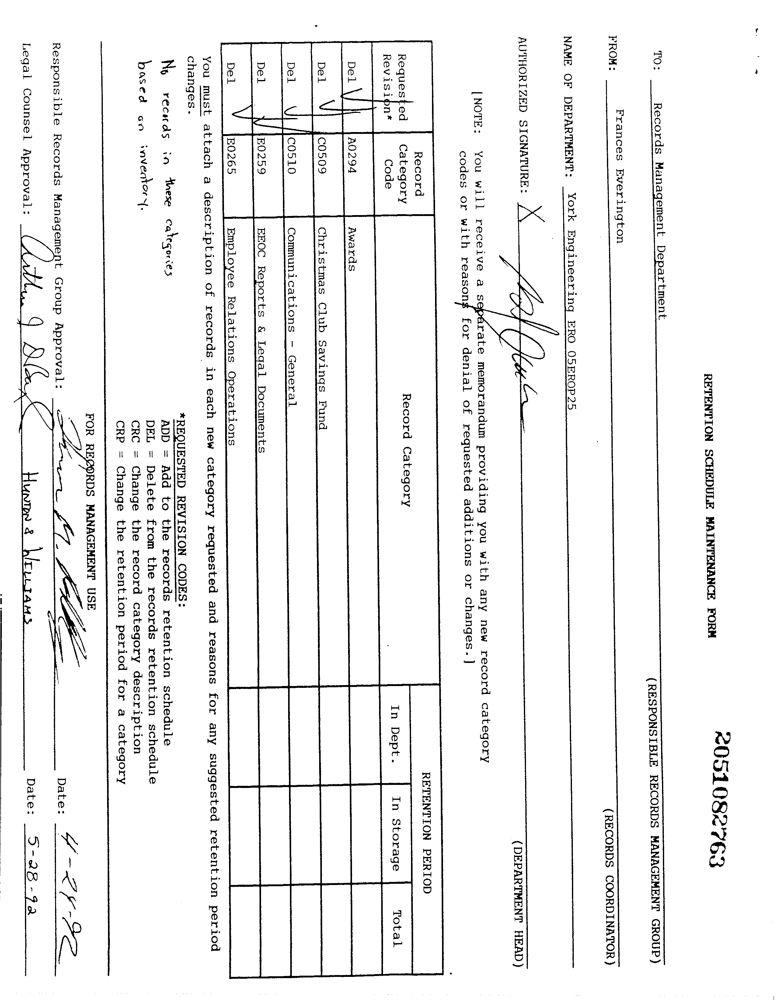 2051082763
RETENTION SCHEDULE MAINTENANCE FORM
TO: Records Management Department
(RESPONSIBLE RECORDS MANAGEMENT GROUP)
FROM: Frances Everington
(RECORDS COORDINATOR)
NAME OF DEPARTMENT: York Engineering ERO 05EROP25
AUTHORIZED SIGNATURE: X
(DEPARTMENT HEAD)
[NOTE: You will receive a separate memorandum providing you with any new record category
codes or with reasons for denial of requested additions or changes.]
Requested Revision* Record Category Code Record Category RETENTION PERIOD In Dept. In Storage Total
Del A0294 Awards
Del C0509 Christmas Club Savings Fund
Del C0510 Communications - General
Del E0259 EEOC Reports & Legal Documents
Del E0265 Employee Relations Operations
You must attach a description of records in each new category requested and reasons for any suggested retention period
changes.
No records in these categories
based on inventory.
*REQUESTED REVISION CODES:
ADD = Add to the records retention schedule
DEL = Delete from the records retention schedule
CRC = Change the record category description
CRP = Change the retention period for a category
FOR RECORDS MANAGEMENT USE
Responsible Records Management Group Approval: Date: 4-24-92
Legal Counsel Approval: HUNTON & WILLIAMS Date: 5-28-92